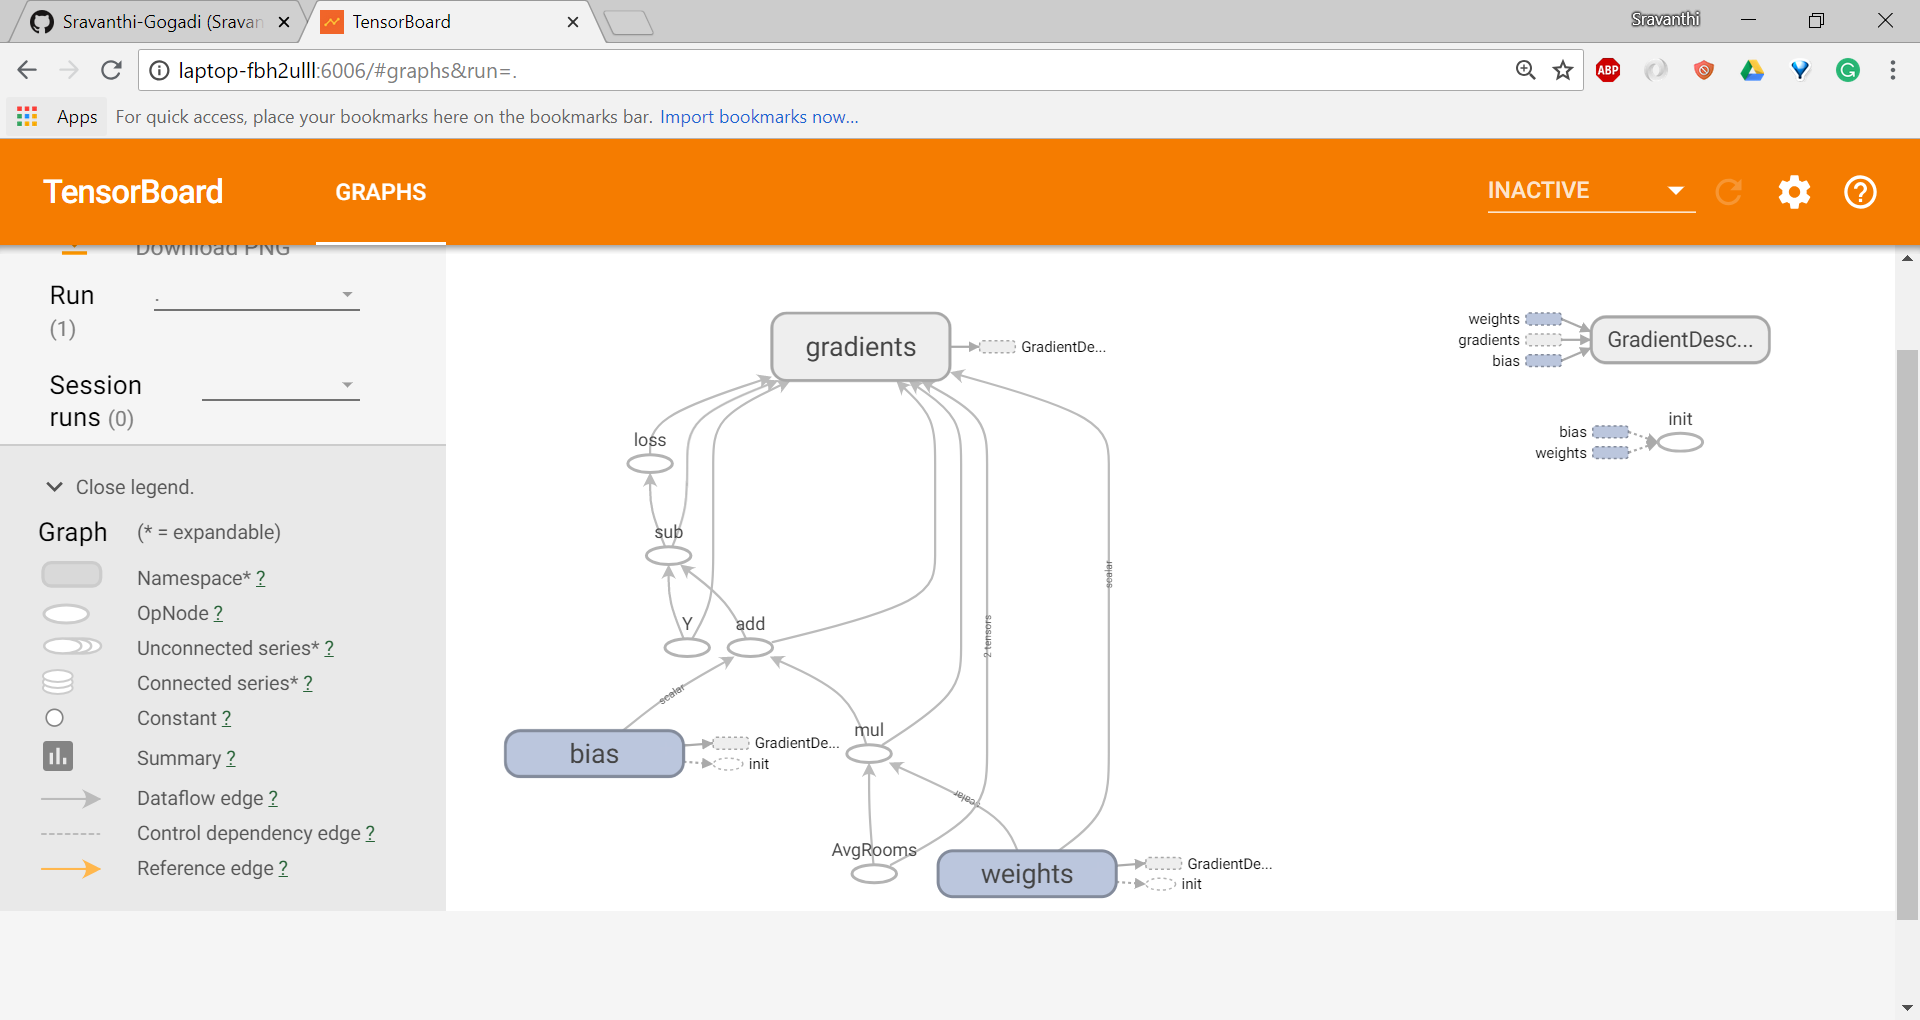 Sravanthi-Gogadi (Sravan
TensorBoard
Sravanthi
laptop-fbh2ulll:6006/#graphs&run=.
ABP
Apps
For quick access, place your bookmarks here on the bookmarks bar. Import bookmarks now...
TensorBoard
GRAPHS
INACTIVE
Download PNG
Run
(1)
.
Session
runs (0)
Close legend.
Graph (* = expandable)
Namespace* ?
OpNode ?
Unconnected series* ?
Connected series* ?
Constant ?
Summary ?
Dataflow edge ?
Control dependency edge ?
Reference edge ?
gradients
GradientDe...
loss
sub
Y
add
scalar
2 tensors
scalar
bias
GradientDe...
init
mul
scalar
AvgRooms
weights
GradientDe...
init
weights
gradients
bias
GradientDesc...
init
bias
weights